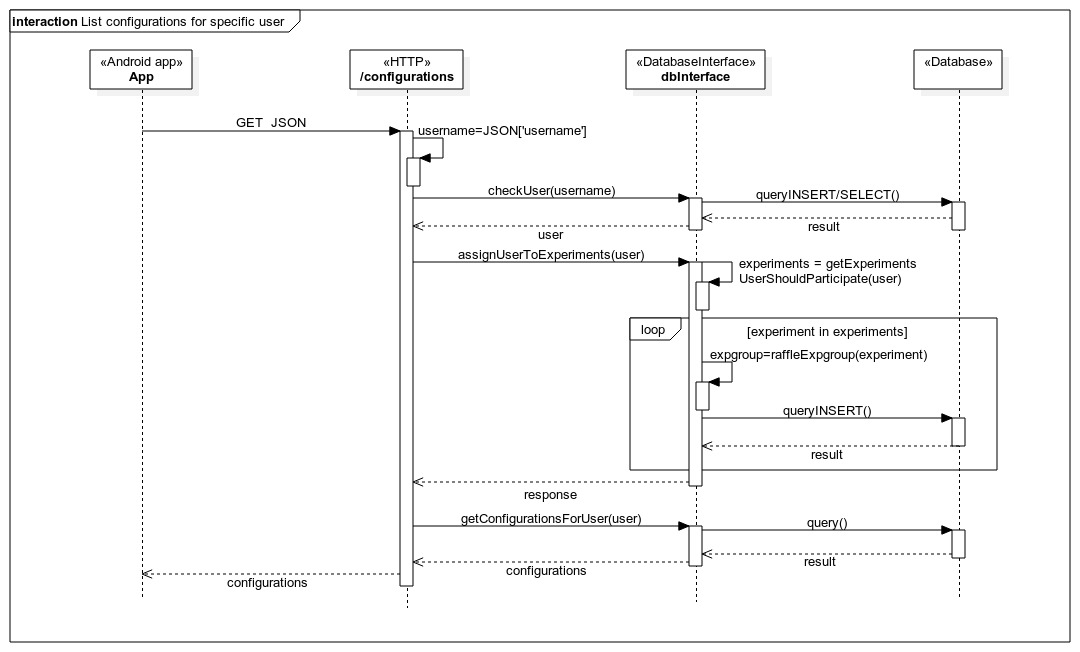 interaction List configurations for specific user
«Android app»
App
«HTTP»
/configurations
«DatabaseInterface»
dbInterface
«Database»
GET  JSON
username=JSON['username']
checkUser(username)
queryINSERT/SELECT()
result
user
assignUserToExperiments(user)
experiments = getExperiments
UserShouldParticipate(user)
loop
[experiment in experiments]
expgroup=raffleExpgroup(experiment)
queryINSERT()
result
response
getConfigurationsForUser(user)
query()
result
configurations
configurations